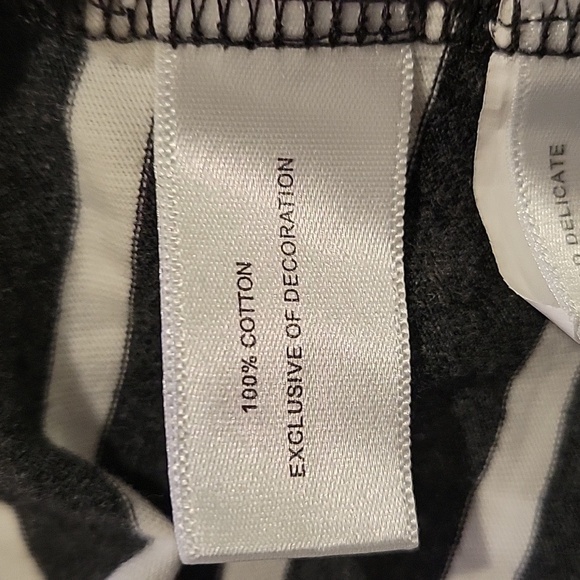 100% COTTON
EXCLUSIVE OF DECORATION
DELICATE